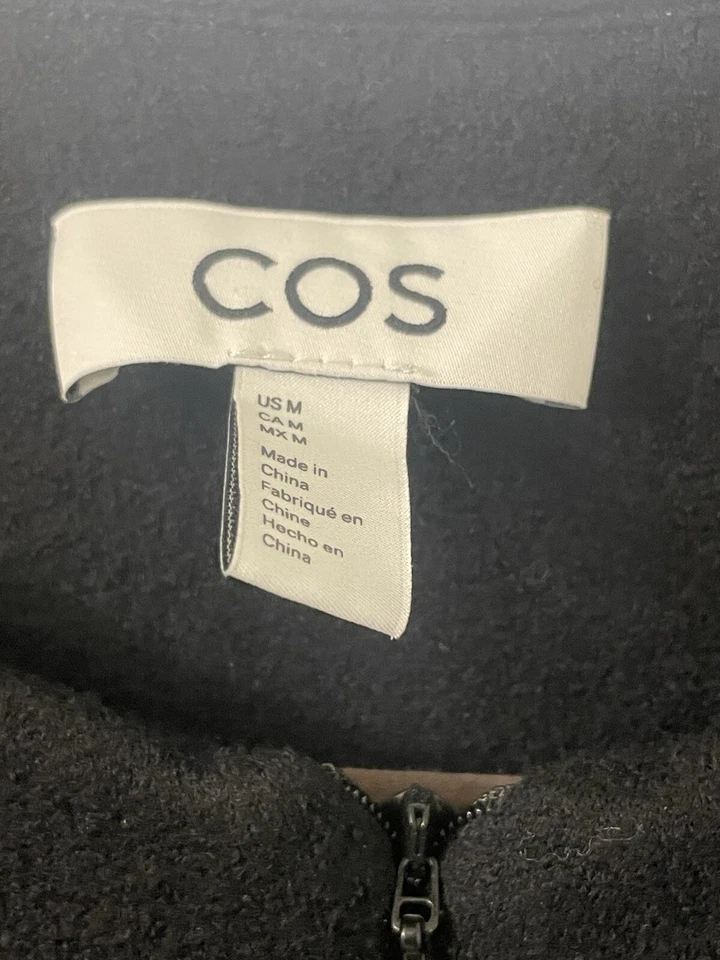 COS
US M
CA M
MX M
Made in
China
Fabriqué en
Chine
Hecho en
China